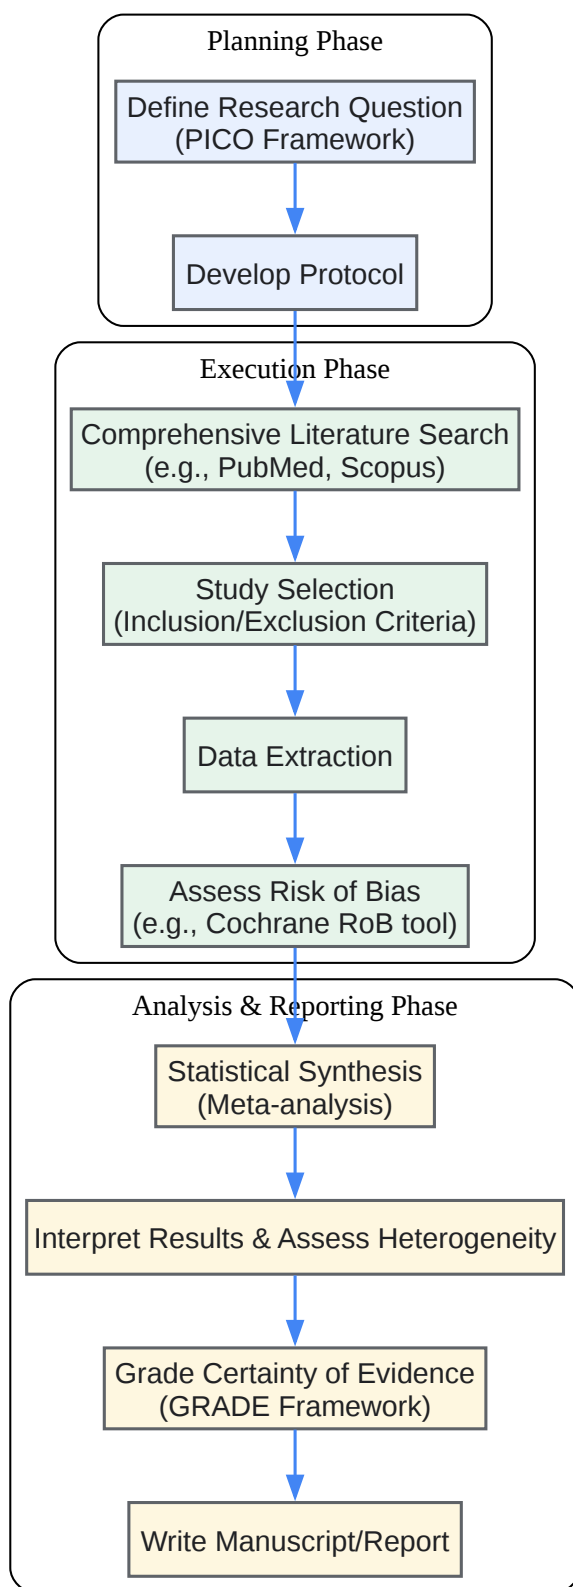 Planning Phase
Define Research Question
(PICO Framework)
Develop Protocol
Execution Phase
Comprehensive Literature Search
(e.g., PubMed, Scopus)
Study Selection
(Inclusion/Exclusion Criteria)
Data Extraction
Assess Risk of Bias
(e.g., Cochrane RoB tool)
Analysis & Reporting Phase
Statistical Synthesis
(Meta-analysis)
Interpret Results & Assess Heterogeneity
Grade Certainty of Evidence
(GRADE Framework)
Write Manuscript/Report